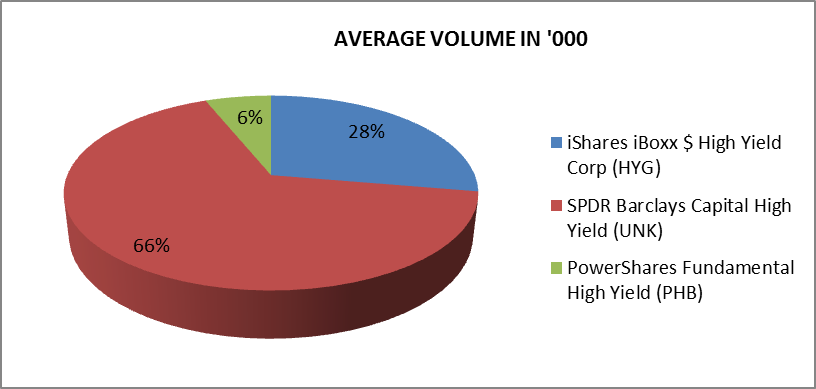 AVERAGE VOLUME IN '000
6%
28%
66%
iShares iBoxx $ High Yield
Corp (HYG)
SPDR Barclays Capital High
Yield (UNK)
PowerShares Fundamental
High Yield (PHB)